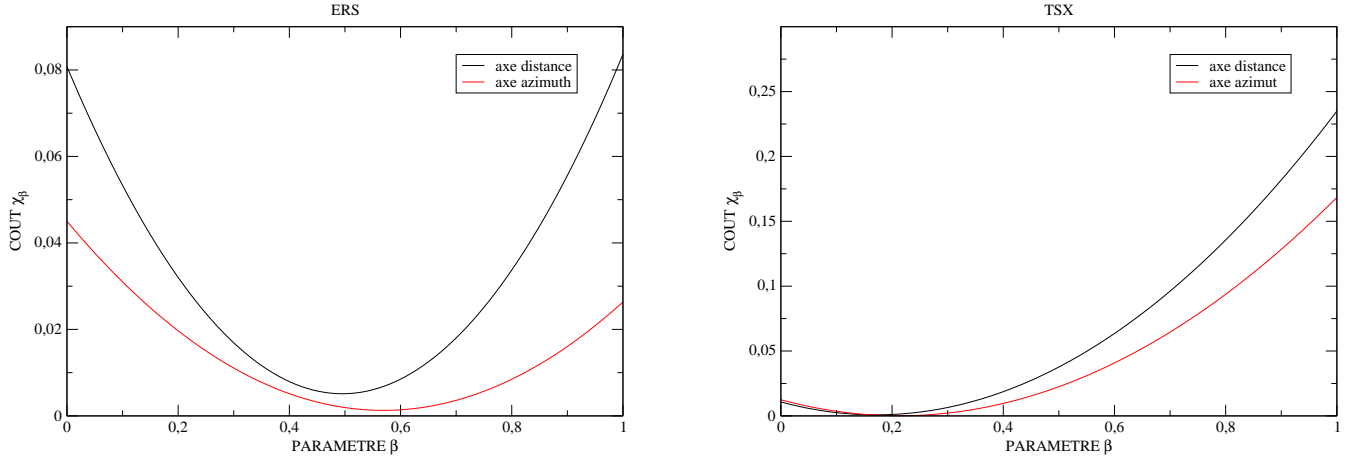 ERS
axe distance
axe azimuth
0,08
0,06
0,04
0,02
0
COUT χβ
0 0,2 0,4 0,6 0,8 1
PARAMETRE β
TSX
axe distance
axe azimut
0,25
0,2
0,15
0,1
0,05
0
COUT χβ
0 0,2 0,4 0,6 0,8 1
PARAMETRE β